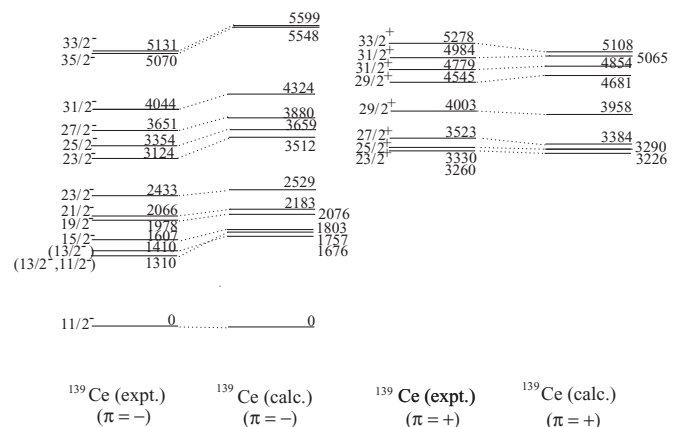 33/2⁻ 5131 5599 33/2⁺ 5278 5108
35/2⁻ 5070 5548 31/2⁺ 4984 5065
31/2⁺ 4779 4854
31/2⁻ 4044 4324 29/2⁺ 4545 4681
27/2⁻ 3651 3880 29/2⁺ 4003 3958
25/2⁻ 3354 3659
23/2⁻ 3124 3512 27/2⁺ 3523 3384
25/2⁺ 3330 3290
23/2⁺ 3260 3226
23/2⁻ 2433 2529
21/2⁻ 2066 2183
19/2⁻ 1978 2076
15/2⁻ 1607 1803
(13/2⁻) 1410 1757
(13/2⁻,11/2⁻) 1310 1676
11/2⁻ 0 0
¹³⁹Ce (expt.) ¹³⁹Ce (calc.) ¹³⁹Ce (expt.) ¹³⁹Ce (calc.)
(π = −) (π = −) (π = +) (π = +)